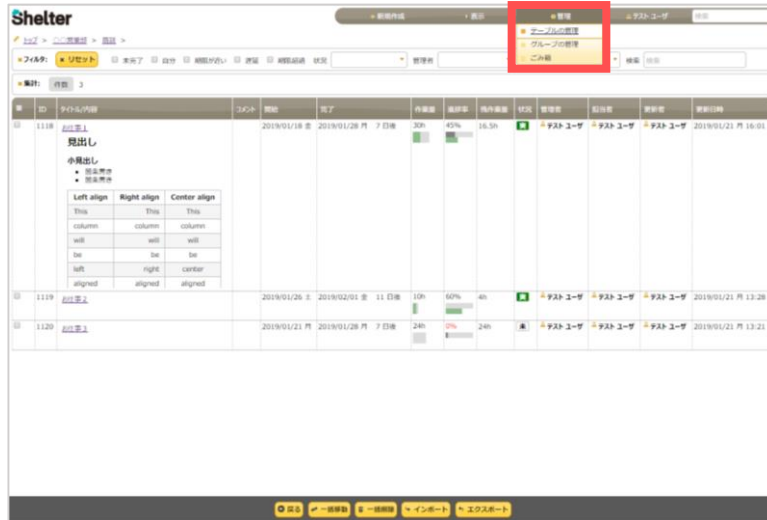 Shelter
新規作成 表示 管理 テスト ユーザ 検索
テーブルの管理
グループの管理
ごみ箱
トップ > 〇〇営業部 > 商談 >
フィルタ: リセット 未完了 自分 期限が近い 遅延 期限超過 状況 管理者 検索 検索
集計: 件数 3
ID タイトル/内容 コメント 開始 完了 作業量 進捗率 残作業量 状況 管理者 担当者 更新者 更新日時
1118 お仕事1 2019/01/18 金 2019/01/28 月 7 日後 30h 45% 16.5h テスト ユーザ テスト ユーザ テスト ユーザ 2019/01/21 月 16:01
見出し
小見出し
箇条書き
箇条書き
Left align Right align Center align
This This This
column column column
will will will
be be be
left right center
aligned aligned aligned
1119 お仕事2 2019/01/26 土 2019/02/01 金 11 日後 10h 60% 4h テスト ユーザ テスト ユーザ テスト ユーザ 2019/01/21 月 13:28
1120 お仕事3 2019/01/21 月 2019/01/28 月 7 日後 24h 0% 24h 未 テスト ユーザ テスト ユーザ テスト ユーザ 2019/01/21 月 13:21
戻る 一括移動 一括削除 インポート エクスポート